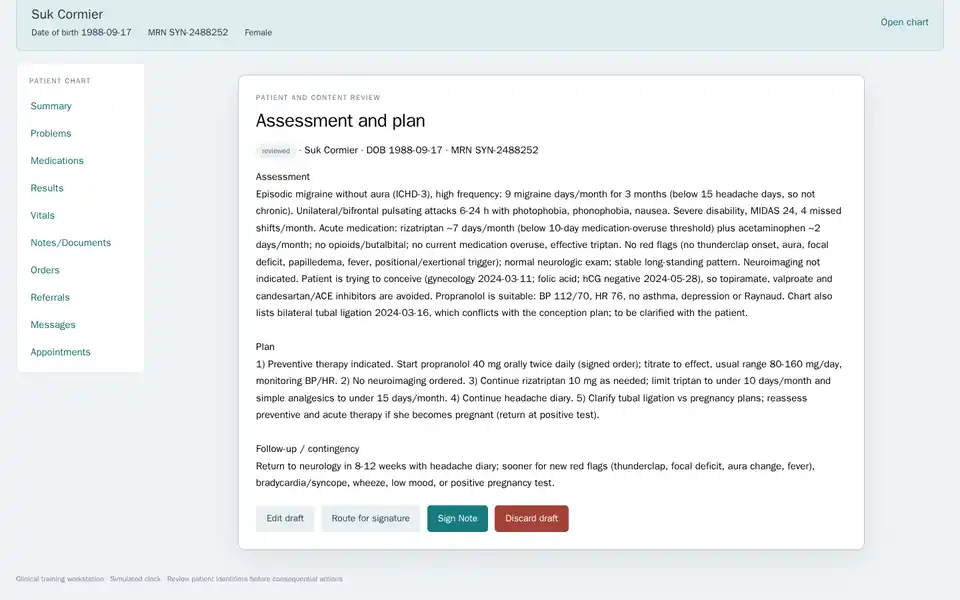 Suk Cormier
Date of birth 1988-09-17 MRN SYN-2488252 Female
Open chart
PATIENT CHART
Summary
Problems
Medications
Results
Vitals
Notes/Documents
Orders
Referrals
Messages
Appointments
PATIENT AND CONTENT REVIEW
Assessment and plan
reviewed · Suk Cormier · DOB 1988-09-17 · MRN SYN-2488252
Assessment
Episodic migraine without aura (ICHD-3), high frequency: 9 migraine days/month for 3 months (below 15 headache days, so not
chronic). Unilateral/bifrontal pulsating attacks 6-24 h with photophobia, phonophobia, nausea. Severe disability, MIDAS 24, 4 missed
shifts/month. Acute medication: rizatriptan ~7 days/month (below 10-day medication-overuse threshold) plus acetaminophen ~2
days/month; no opioids/butalbital; no current medication overuse, effective triptan. No red flags (no thunderclap onset, aura, focal
deficit, papilledema, fever, positional/exertional trigger); normal neurologic exam; stable long-standing pattern. Neuroimaging not
indicated. Patient is trying to conceive (gynecology 2024-03-11; folic acid; hCG negative 2024-05-28), so topiramate, valproate and
candesartan/ACE inhibitors are avoided. Propranolol is suitable: BP 112/70, HR 76, no asthma, depression or Raynaud. Chart also
lists bilateral tubal ligation 2024-03-16, which conflicts with the conception plan; to be clarified with the patient.
Plan
1) Preventive therapy indicated. Start propranolol 40 mg orally twice daily (signed order); titrate to effect, usual range 80-160 mg/day,
monitoring BP/HR. 2) No neuroimaging ordered. 3) Continue rizatriptan 10 mg as needed; limit triptan to under 10 days/month and
simple analgesics to under 15 days/month. 4) Continue headache diary. 5) Clarify tubal ligation vs pregnancy plans; reassess
preventive and acute therapy if she becomes pregnant (return at positive test).
Follow-up / contingency
Return to neurology in 8-12 weeks with headache diary; sooner for new red flags (thunderclap, focal deficit, aura change, fever),
bradycardia/syncope, wheeze, low mood, or positive pregnancy test.
Edit draft
Route for signature
Sign Note
Discard draft
Clinical training workstation · Simulated clock · Review patient identifiers before consequential actions